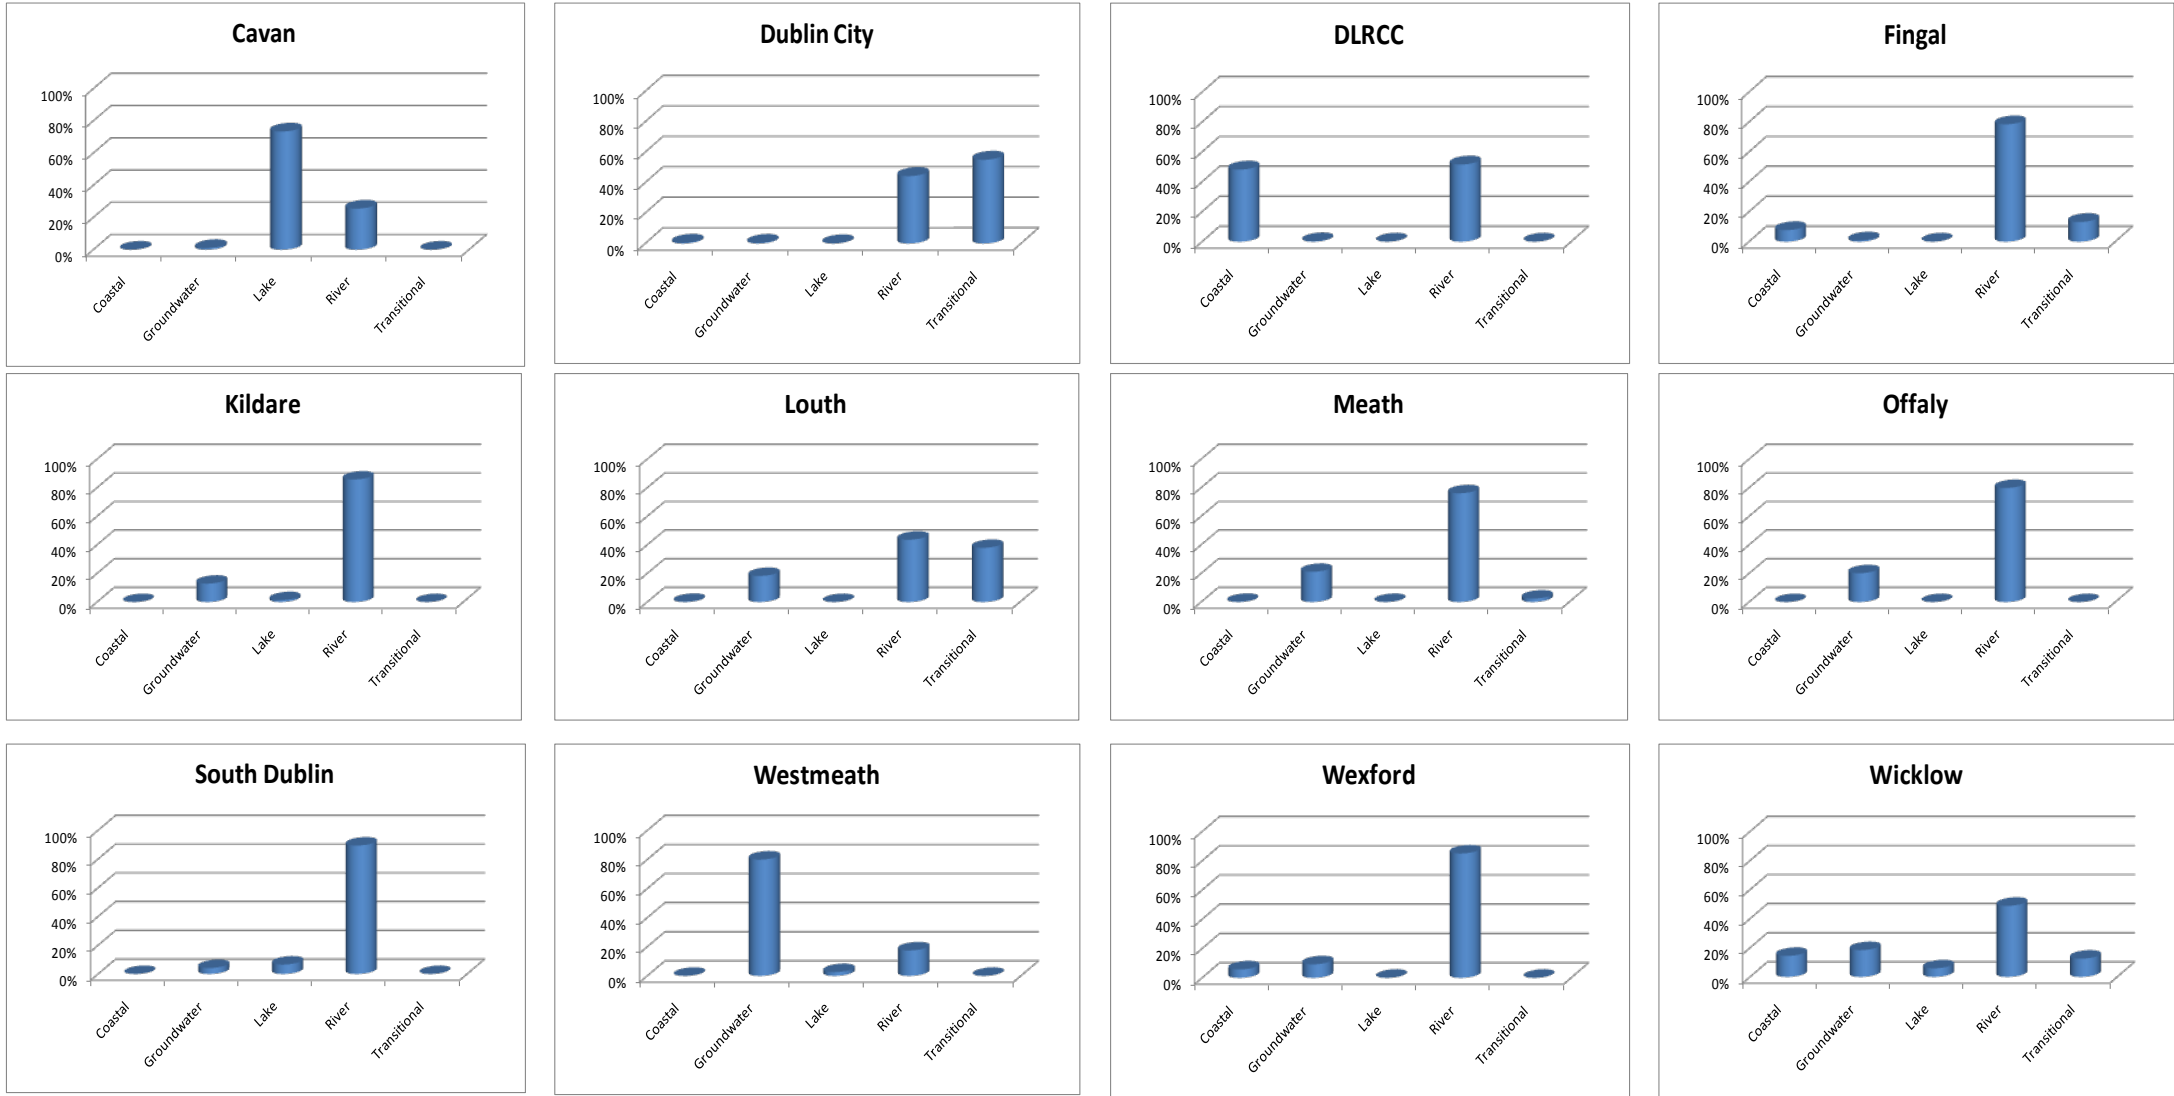 Cavan
100%
80%
60%
40%
20%
0%
Coastal
Groundwater
Lake
River
Transitional
Dublin City
100%
80%
60%
40%
20%
0%
Coastal
Groundwater
Lake
River
Transitional
DLRCC
100%
80%
60%
40%
20%
0%
Coastal
Groundwater
Lake
River
Transitional
Fingal
100%
80%
60%
40%
20%
0%
Coastal
Groundwater
Lake
River
Transitional
Kildare
100%
80%
60%
40%
20%
0%
Coastal
Groundwater
Lake
River
Transitional
Louth
100%
80%
60%
40%
20%
0%
Coastal
Groundwater
Lake
River
Transitional
Meath
100%
80%
60%
40%
20%
0%
Coastal
Groundwater
Lake
River
Transitional
Offaly
100%
80%
60%
40%
20%
0%
Coastal
Groundwater
Lake
River
Transitional
South Dublin
100%
80%
60%
40%
20%
0%
Coastal
Groundwater
Lake
River
Transitional
Westmeath
100%
80%
60%
40%
20%
0%
Coastal
Groundwater
Lake
River
Transitional
Wexford
100%
80%
60%
40%
20%
0%
Coastal
Groundwater
Lake
River
Transitional
Wicklow
100%
80%
60%
40%
20%
0%
Coastal
Groundwater
Lake
River
Transitional